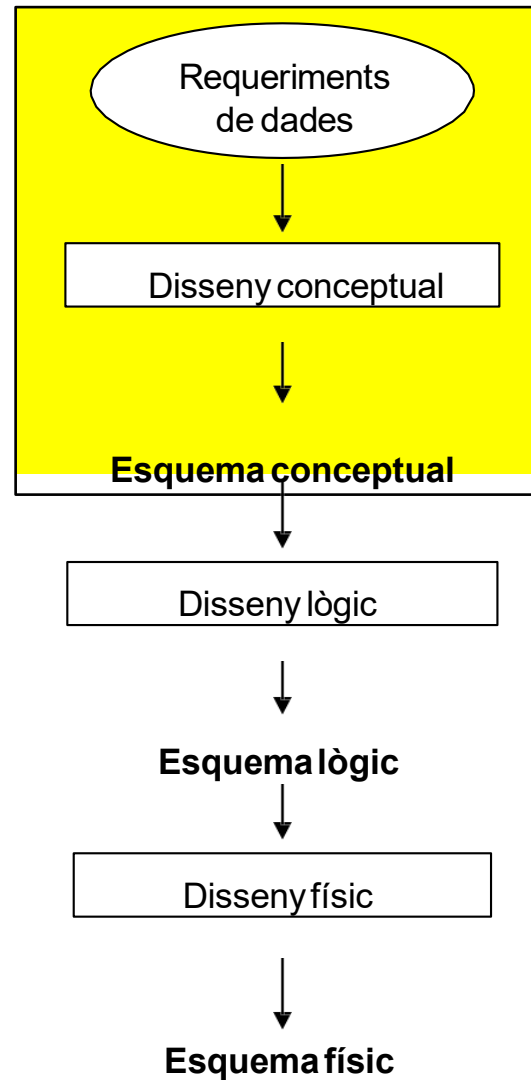 Requeriments
de dades
Disseny conceptual
Esquema conceptual
Disseny lògic
Esquema lògic
Disseny físic
Esquema físic